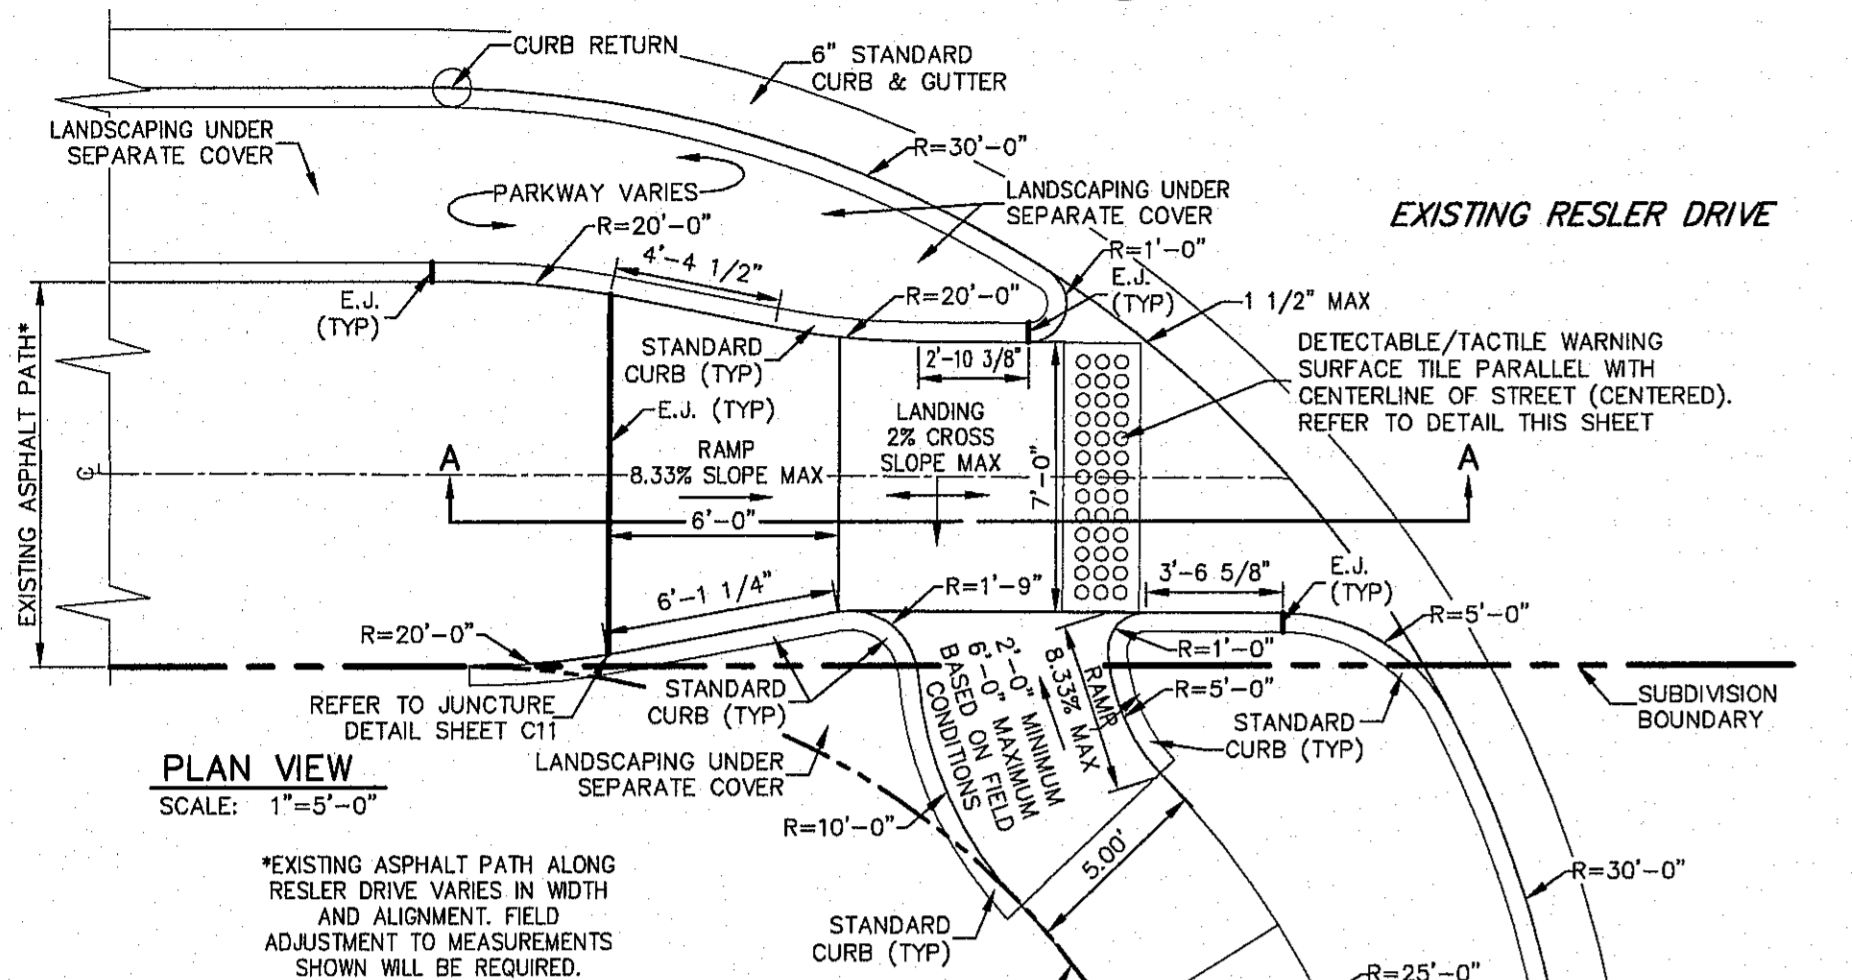 CURB RETURN
6" STANDARD
CURB & GUTTER
LANDSCAPING UNDER
SEPARATE COVER
R=30'-0"
PARKWAY VARIES
LANDSCAPING UNDER
SEPARATE COVER
EXISTING RESLER DRIVE
R=20'-0"
4'-4 1/2"
R=1'-0"
E.J.
(TYP)
E.J.
(TYP)
R=20'-0"
1 1/2" MAX
STANDARD
CURB (TYP)
2'-10 3/8"
DETECTABLE/TACTILE WARNING
SURFACE TILE PARALLEL WITH
CENTERLINE OF STREET (CENTERED).
REFER TO DETAIL THIS SHEET
EXISTING ASPHALT PATH*
E.J. (TYP)
LANDING
2% CROSS
SLOPE MAX
RAMP
8.33% SLOPE MAX
A
A
7'-0"
6'-0"
6'-1 1/4"
R=1'-9"
3'-6 5/8"
E.J.
(TYP)
R=5'-0"
R=20'-0"
R=1'-0"
2'-0" MINIMUM
6'-0" MAXIMUM
BASED ON FIELD
CONDITIONS
RAMP
8.33% MAX
R=5'-0"
REFER TO JUNCTURE
DETAIL SHEET C11
STANDARD
CURB (TYP)
STANDARD
CURB (TYP)
SUBDIVISION
BOUNDARY
PLAN VIEW
SCALE: 1"=5'-0"
LANDSCAPING UNDER
SEPARATE COVER
R=10'-0"
5.00'
*EXISTING ASPHALT PATH ALONG
RESLER DRIVE VARIES IN WIDTH
AND ALIGNMENT. FIELD
ADJUSTMENT TO MEASUREMENTS
SHOWN WILL BE REQUIRED.
STANDARD
CURB (TYP)
R=30'-0"
R=25'-0"